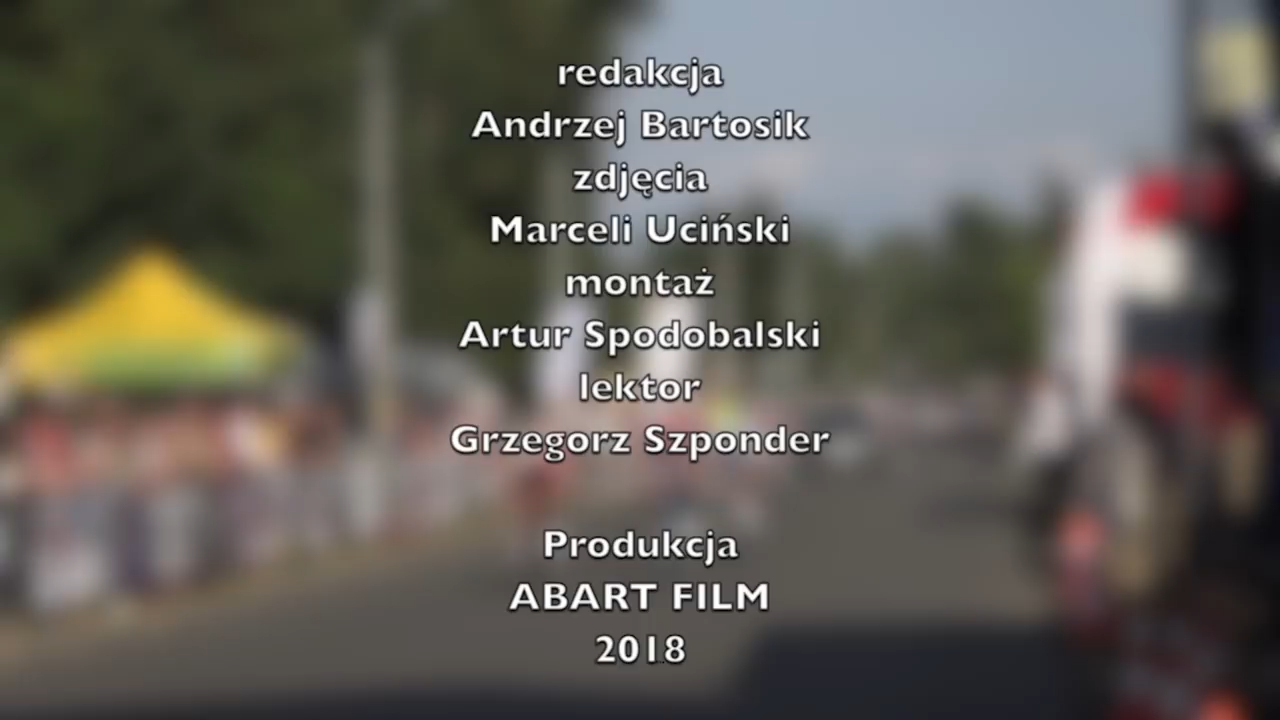 redakcja
Andrzej Bartosik
zdjęcia
Marceli Uciński
montaż
Artur Spodobalski
lektor
Grzegorz Szponder
Produkcja
ABART FILM
2018